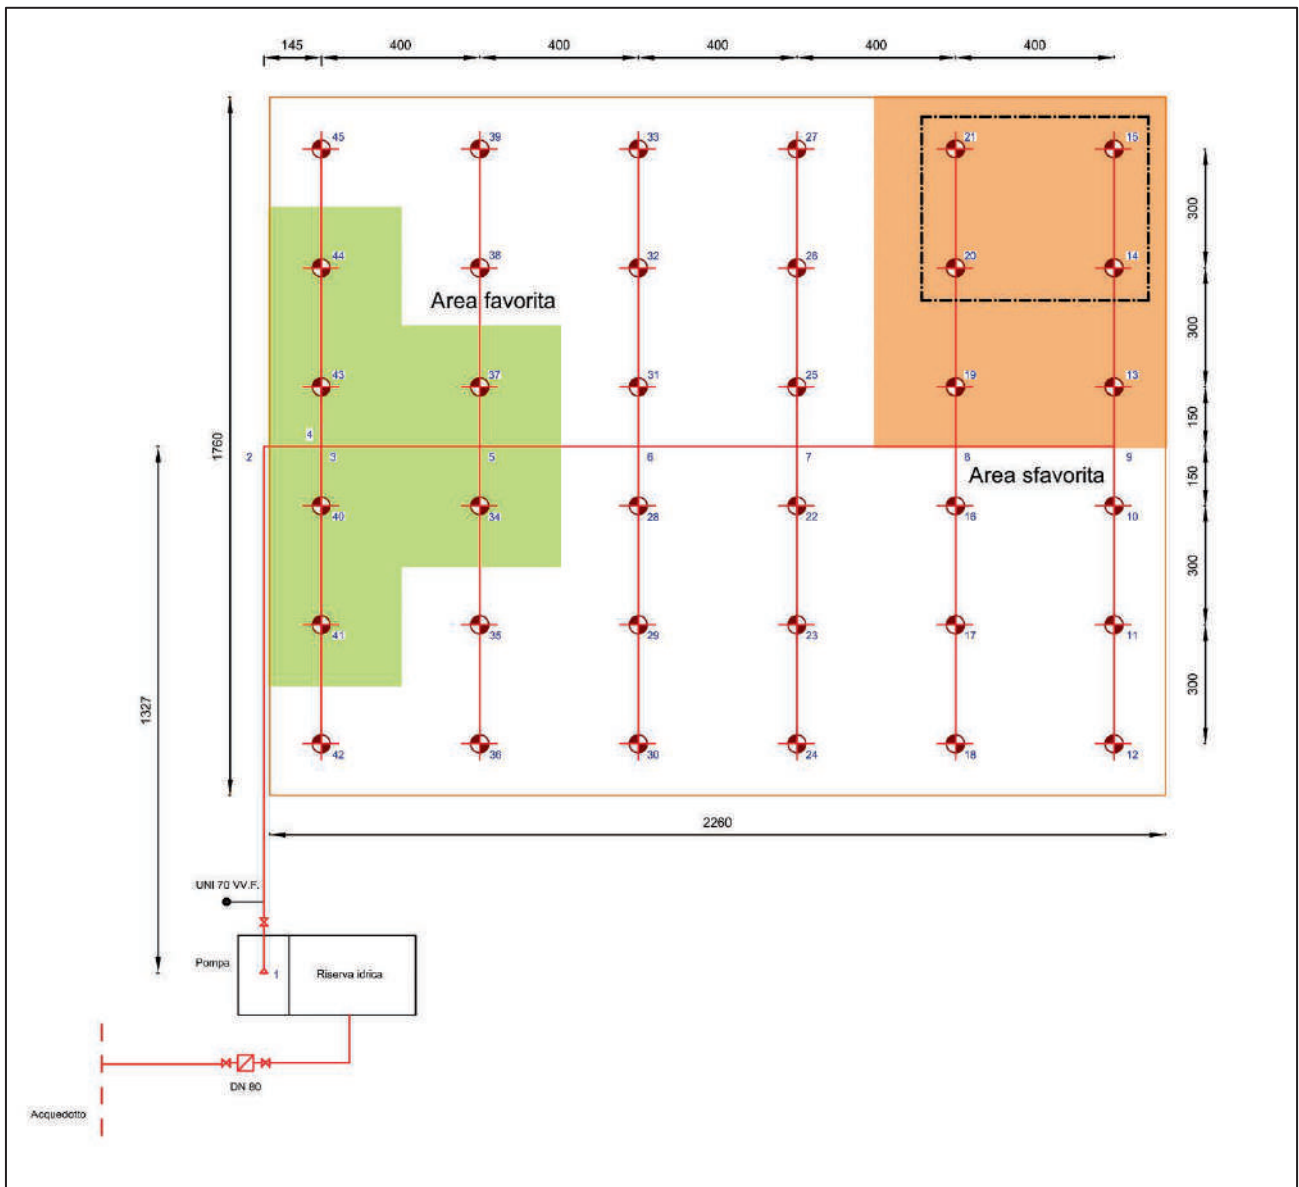 145 400 400 400 400 400
45 39 33 27 21 15
300
44 38 32 26 20 14
Area favorita
300
43 37 31 25 19 13
150
1760
4
2 3 5 6 7 8 9
Area sfavorita
150
40 34 28 22 16 10
300
41 35 29 23 17 11
300
1327
42 36 30 24 18 12
2260
UNI 70 VV.F.
Pompa
1
Riserva idrica
DN 80
Acquedotto